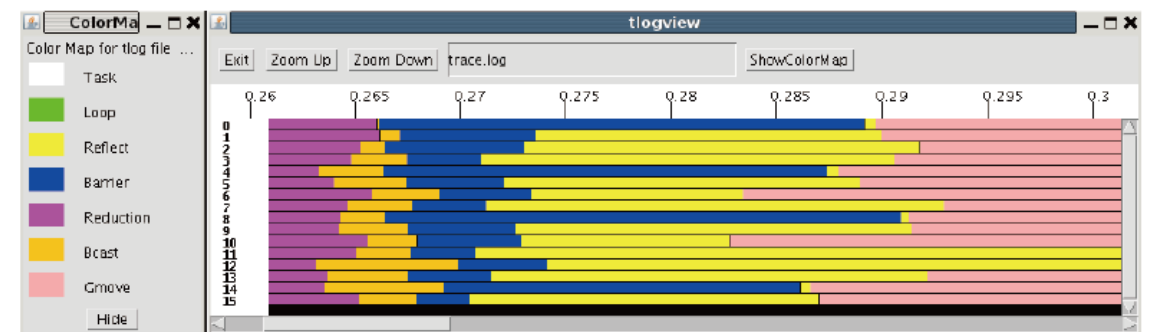 ColorMa
Color Map for tlog file ...
Task
Loop
Reflect
Barrier
Reduction
Bcast
Gmove
Hide
tlogview
Exit Zoom Up Zoom Down trace.log ShowColorMap
0.26 0.265 0.27 0.275 0.28 0.285 0.29 0.295 0.3
0
1
2
3
4
5
6
7
8
9
10
11
12
13
14
15